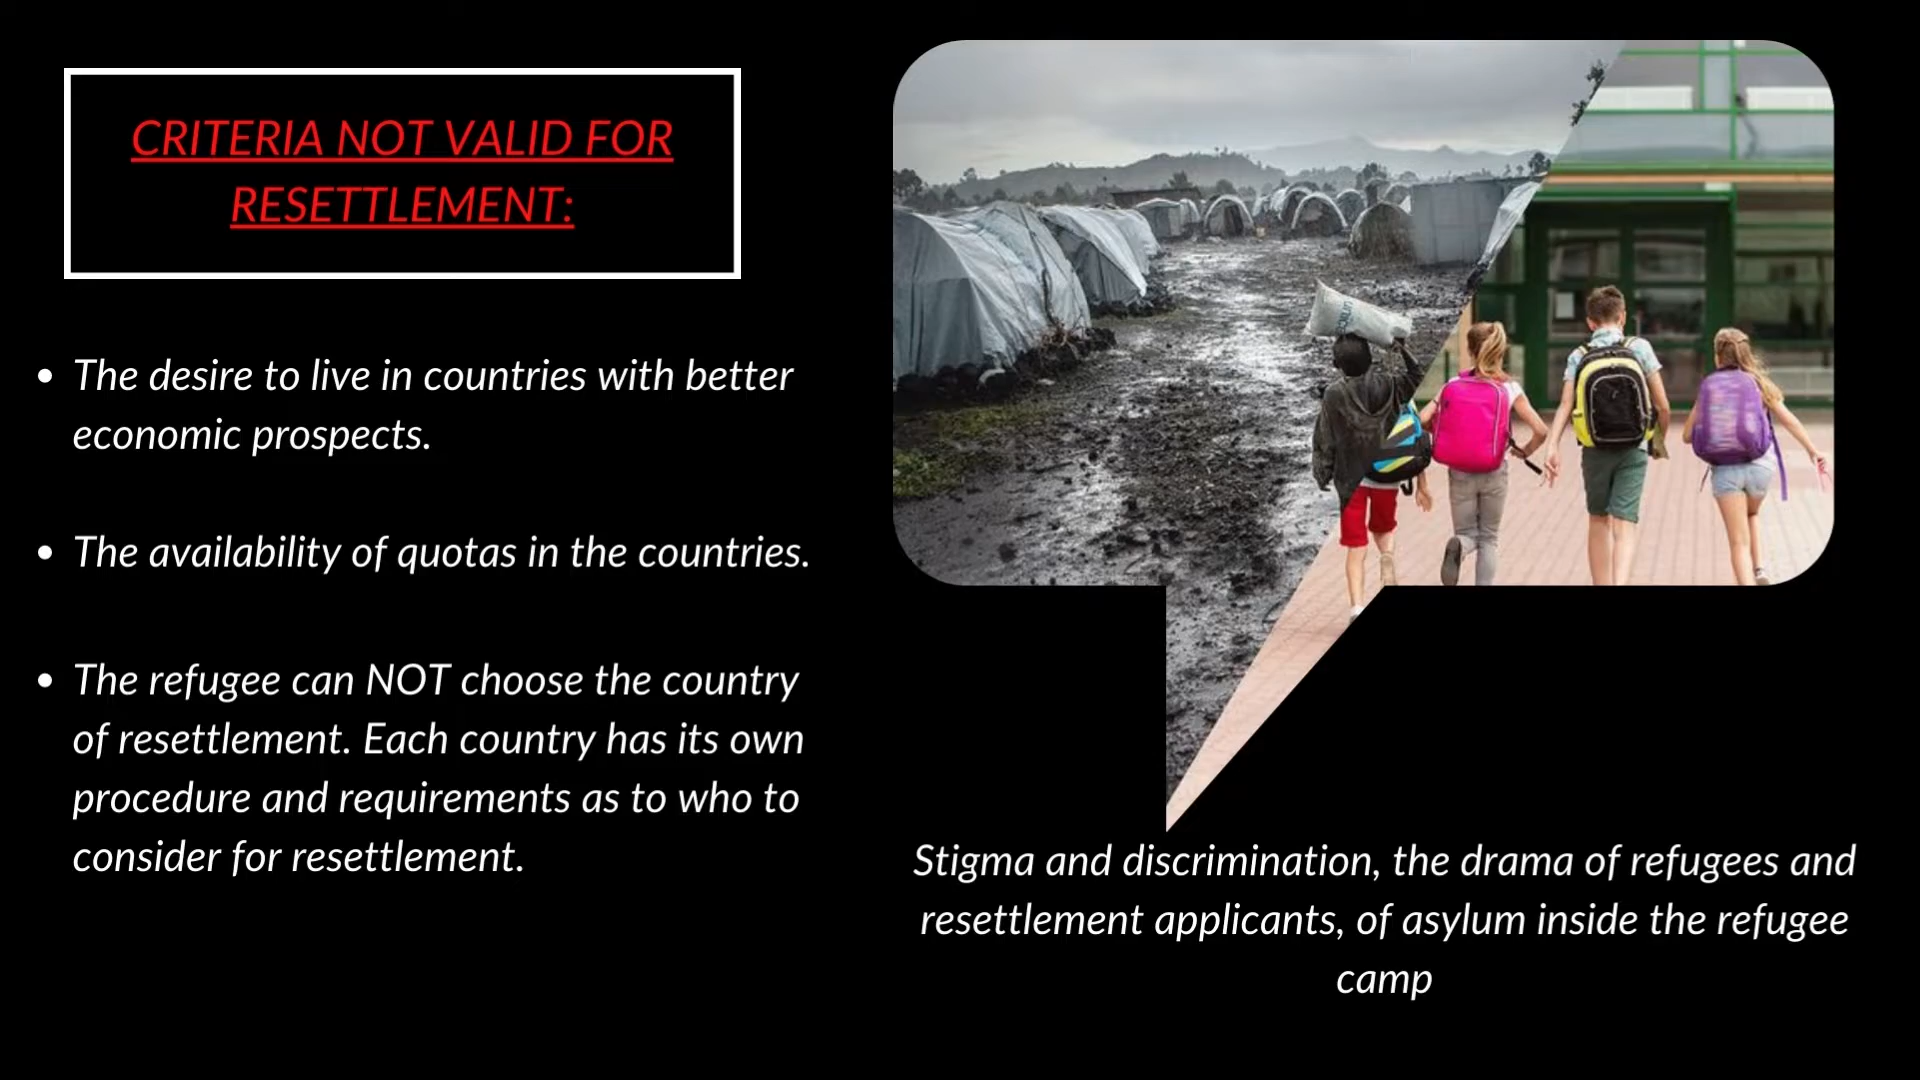 CRITERIA NOT VALID FOR
RESETTLEMENT:
• The desire to live in countries with better
economic prospects.
• The availability of quotas in the countries.
• The refugee can NOT choose the country
of resettlement. Each country has its own
procedure and requirements as to who to
consider for resettlement.
Stigma and discrimination, the drama of refugees and
resettlement applicants, of asylum inside the refugee
camp